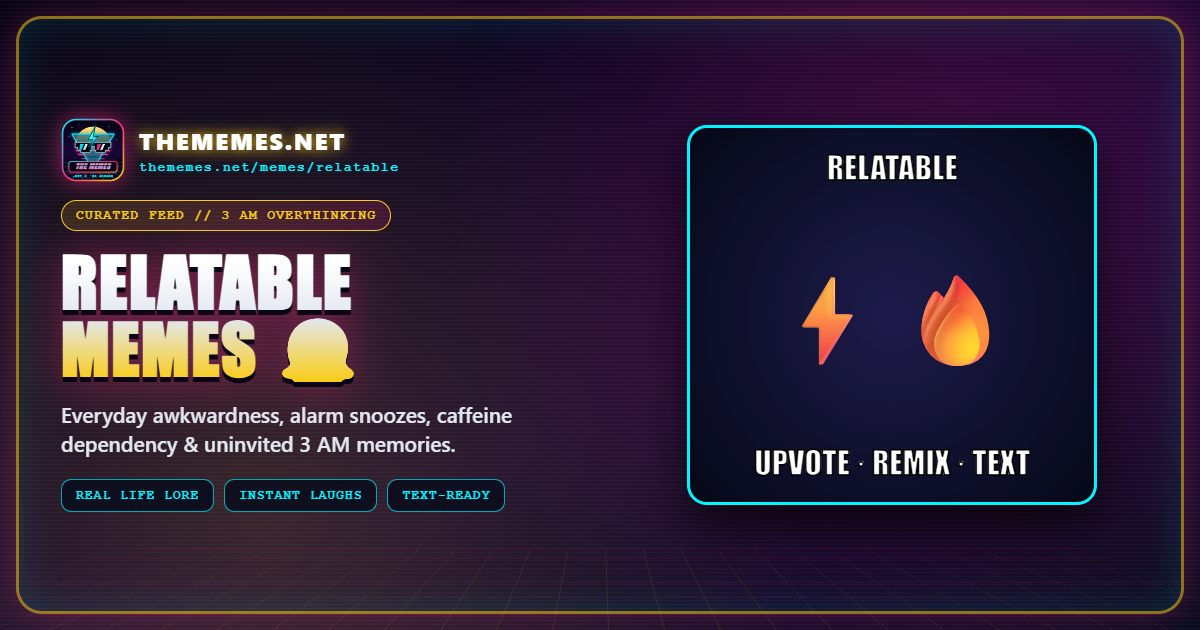 THEMEMES.NET
thememes.net/memes/relatable
CURATED FEED // 3 AM OVERTHINKING
RELATABLE
MEMES
Everyday awkwardness, alarm snoozes, caffeine
dependency & uninvited 3 AM memories.
REAL LIFE LORE
INSTANT LAUGHS
TEXT-READY
RELATABLE
UPVOTE · REMIX · TEXT